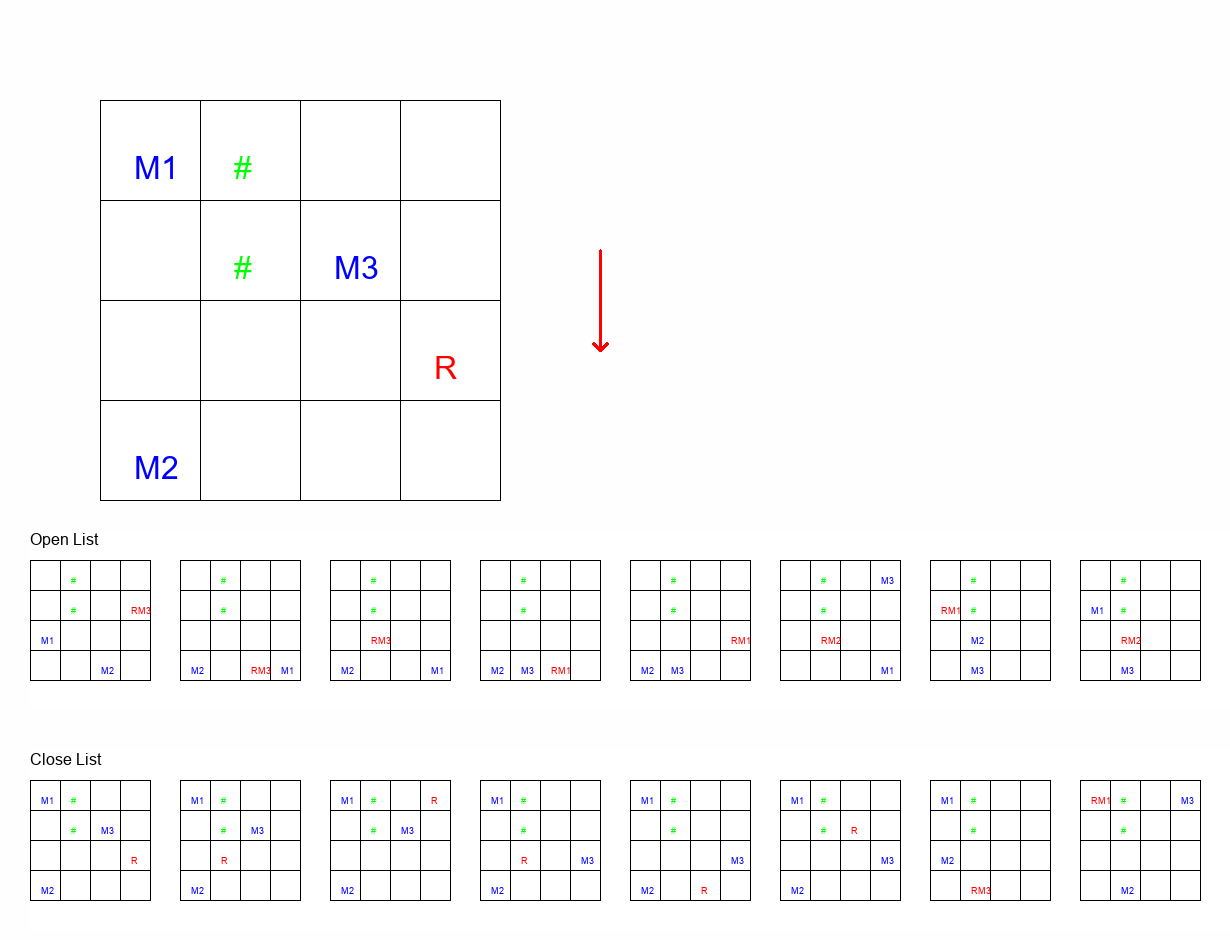 M1 #
# M3
R
M2
Open List
# # # # # # M3 # #
# RM3 # # # # # RM1 # M1 #
M1 RM3 RM1 RM2 M2 RM2
M2 M2 RM3 M1 M2 M1 M2 M3 RM1 M2 M3 M1 M3 M3
Close List
M1 # M1 # M1 # R M1 # M1 # M1 # M1 # RM1 # M3
# M3 # M3 # M3 # # # R # #
R R R M3 M3 M3 M2
M2 M2 M2 M2 M2 R M2 RM3 M2